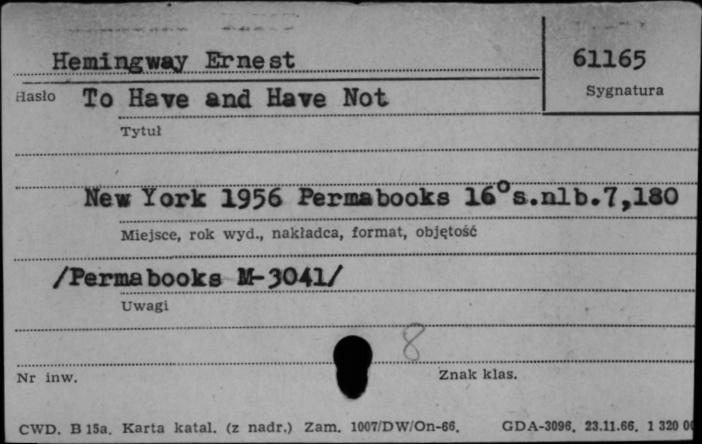 Hemingway Ernest
61165
Hasło
Sygnatura
To Have and Have Not
Tytuł
New York 1956 Permabooks 16° s.nlb.7,180
Miejsce, rok wyd., nakładca, format, objętość
/Permabooks M-3041/
Uwagi
8
Nr inw.
Znak klas.
CWD. B 15a. Karta katal. (z nadr.) Zam. 1007/DW/On-66. GDA-3096. 23.11.66. 1 320 00